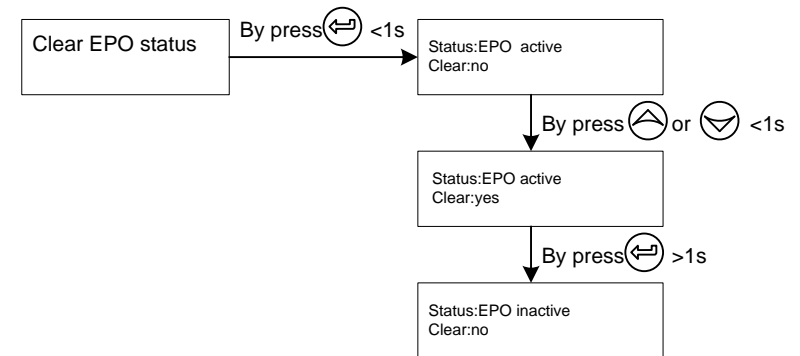 Clear EPO status
By press <1s
Status:EPO  active
Clear:no
By press or <1s
Status:EPO active
Clear:yes
By press >1s
Status:EPO inactive
Clear:no